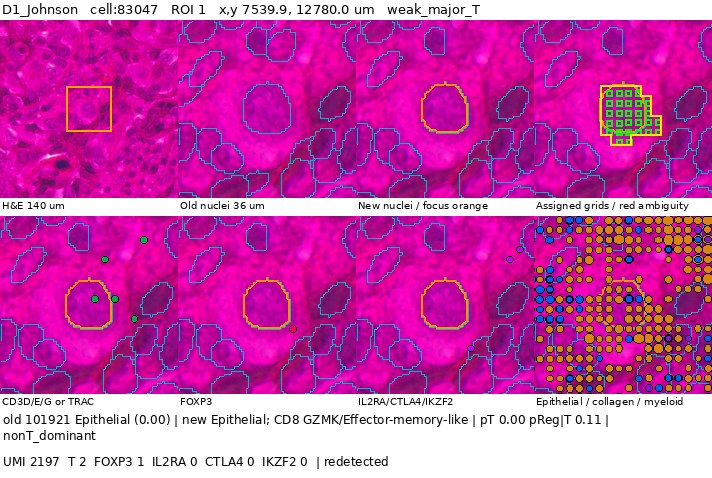 D1_Johnson cell:83047 ROI 1 x,y 7539.9, 12780.0 um weak_major_T
H&E 140 um
Old nuclei 36 um
New nuclei / focus orange
Assigned grids / red ambiguity
CD3D/E/G or TRAC
FOXP3
IL2RA/CTLA4/IKZF2
Epithelial / collagen / myeloid
old 101921 Epithelial (0.00) | new Epithelial; CD8 GZMK/Effector-memory-like | pT 0.00 pReg|T 0.11 |
nonT_dominant
UMI 2197 T 2 FOXP3 1 IL2RA 0 CTLA4 0 IKZF2 0 | redetected